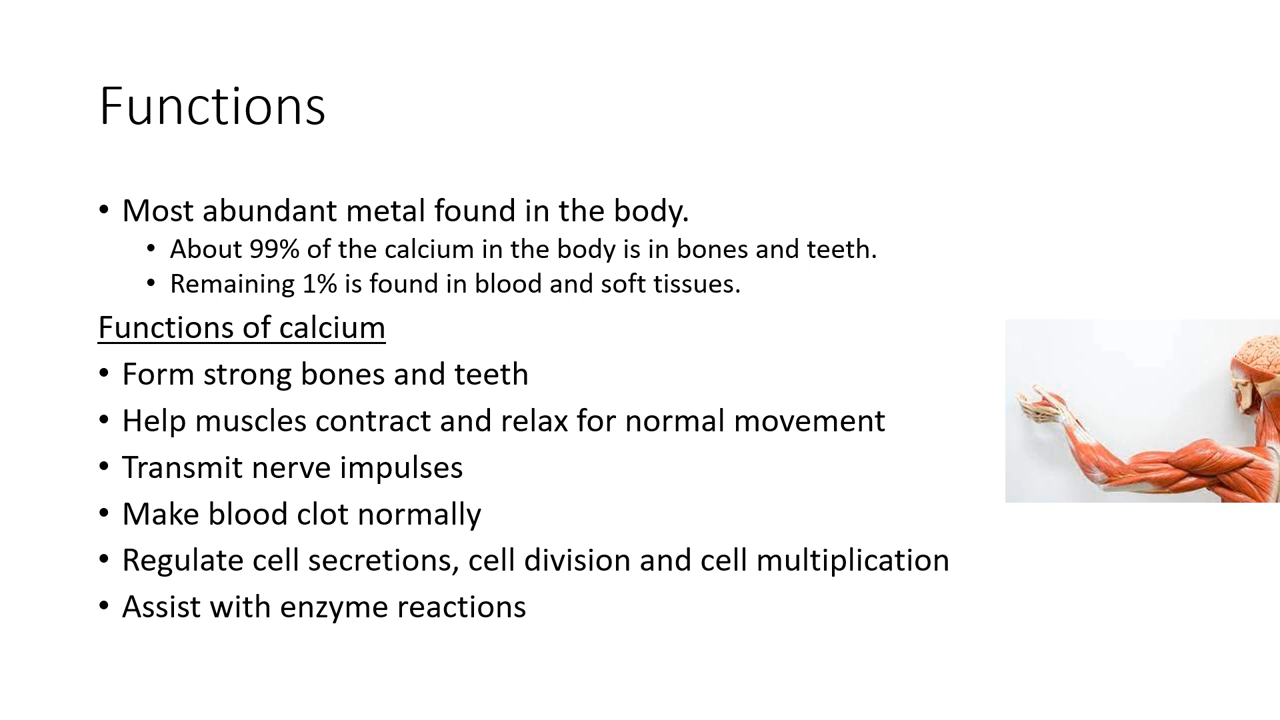 Functions
• Most abundant metal found in the body.
• About 99% of the calcium in the body is in bones and teeth.
• Remaining 1% is found in blood and soft tissues.
Functions of calcium
• Form strong bones and teeth
• Help muscles contract and relax for normal movement
• Transmit nerve impulses
• Make blood clot normally
• Regulate cell secretions, cell division and cell multiplication
• Assist with enzyme reactions